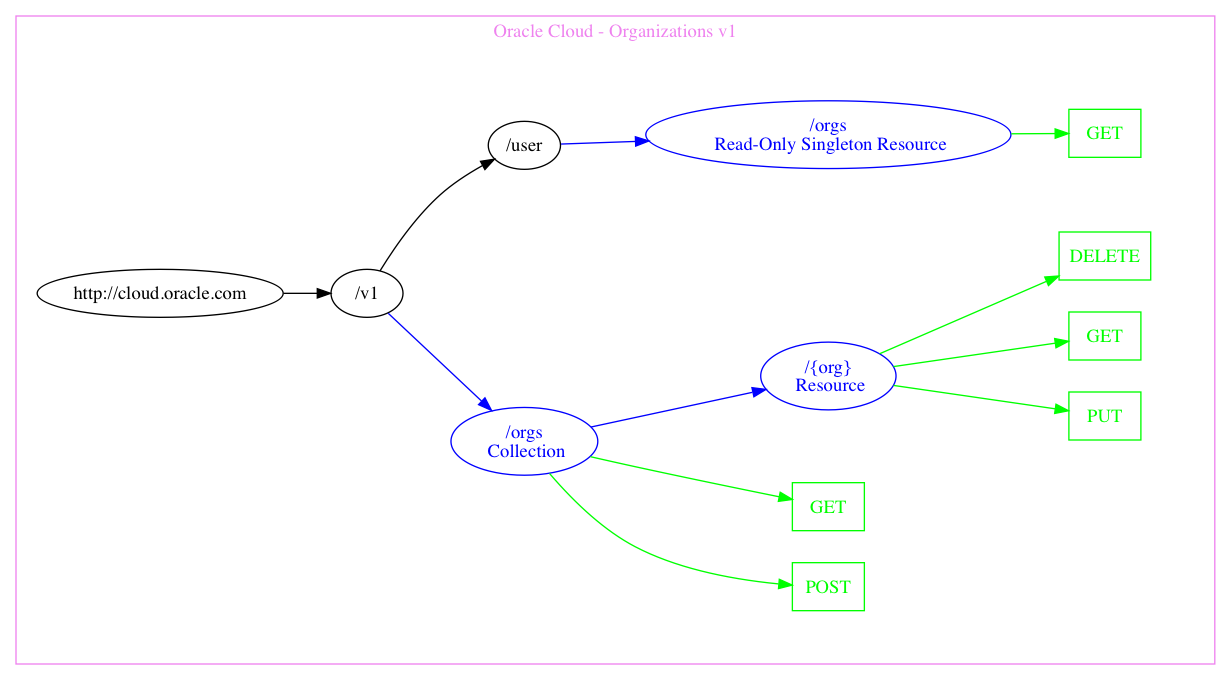 Oracle Cloud - Organizations v1
/user
/orgs
Read-Only Singleton Resource
GET
http://cloud.oracle.com
/v1
DELETE
GET
/{org}
Resource
PUT
/orgs
Collection
GET
POST